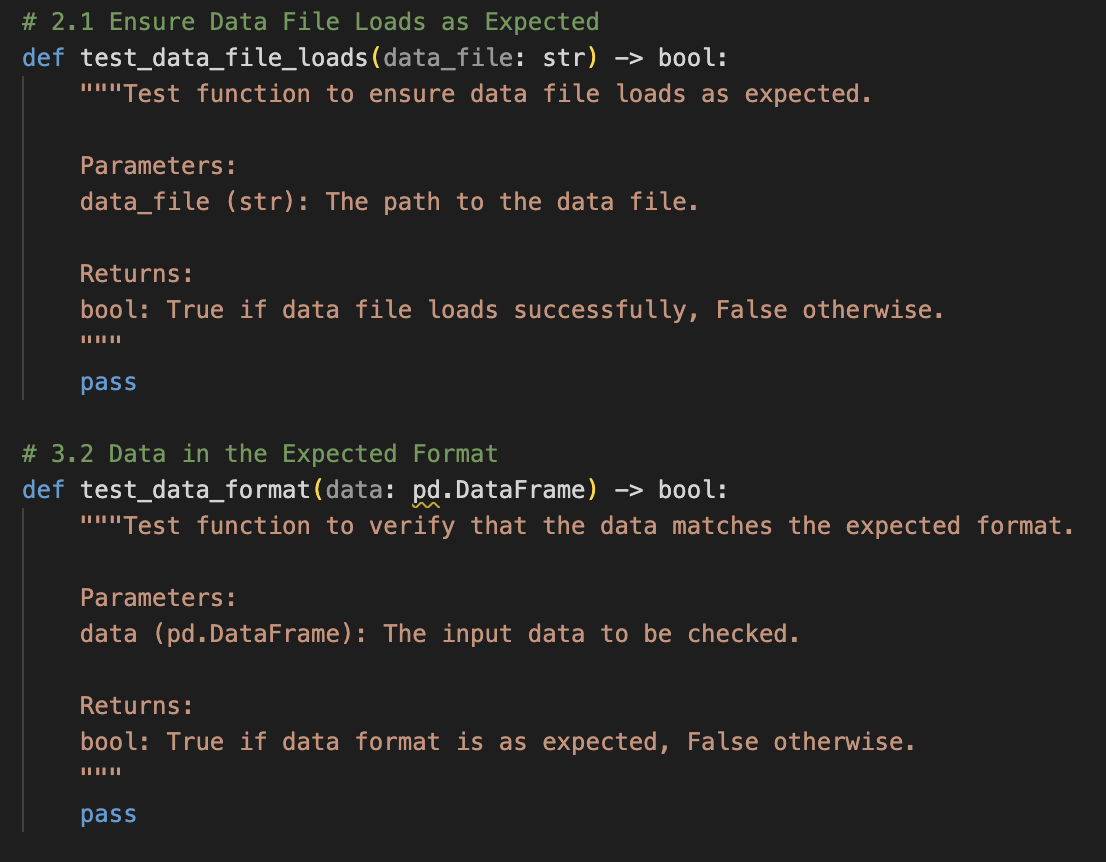 # 2.1 Ensure Data File Loads as Expected
def test_data_file_loads(data_file: str) -> bool:
    """Test function to ensure data file loads as expected.

    Parameters:
    data_file (str): The path to the data file.

    Returns:
    bool: True if data file loads successfully, False otherwise.
    """
    pass

# 3.2 Data in the Expected Format
def test_data_format(data: pd.DataFrame) -> bool:
    """Test function to verify that the data matches the expected format.

    Parameters:
    data (pd.DataFrame): The input data to be checked.

    Returns:
    bool: True if data format is as expected, False otherwise.
    """
    pass